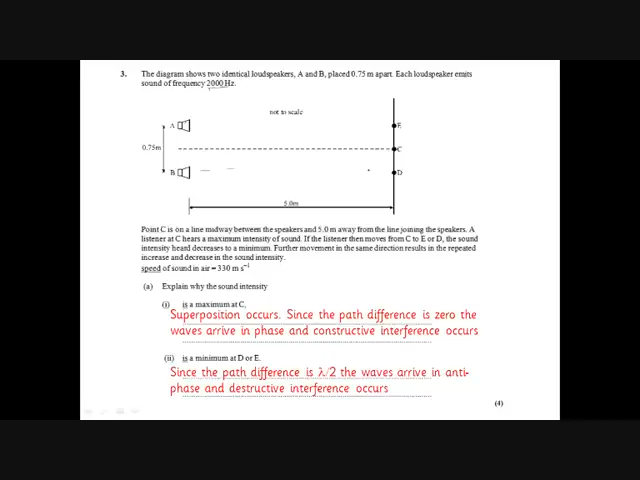 3. The diagram shows two identical loudspeakers, A and B, placed 0.75 m apart. Each loudspeaker emits
sound of frequency 2000 Hz.
not to scale
A
E
0.75m
C
B
D
5.0m
Point C is on a line midway between the speakers and 5.0 m away from the line joining the speakers. A
listener at C hears a maximum intensity of sound. If the listener then moves from C to E or D, the sound
intensity heard decreases to a minimum. Further movement in the same direction results in the repeated
increase and decrease in the sound intensity.
speed of sound in air = 330 m s⁻¹
(a) Explain why the sound intensity
(i) is a maximum at C,
Superposition occurs. Since the path difference is zero the
waves arrive in phase and constructive interference occurs
(ii) is a minimum at D or E.
Since the path difference is λ/2 the waves arrive in anti-
phase and destructive interference occurs
(4)